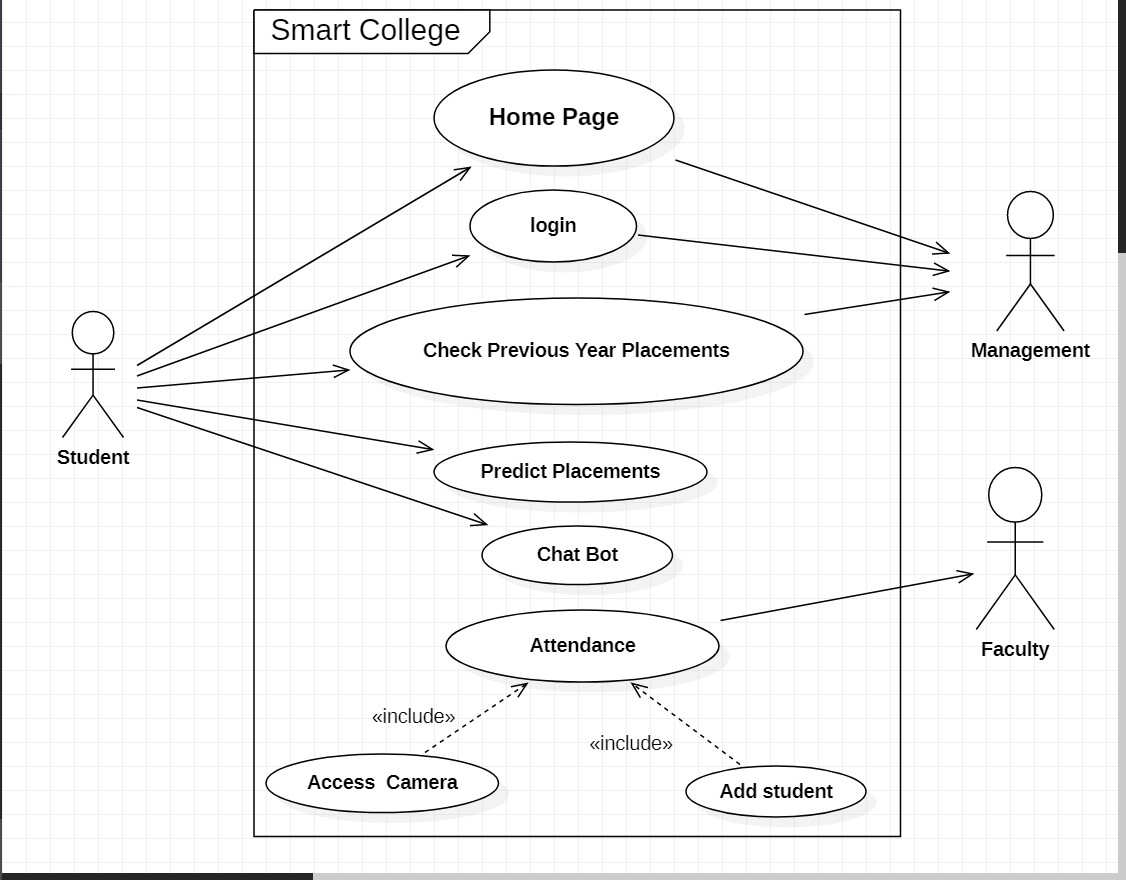 Smart College
Home Page
login
Check Previous Year Placements
Management
Student
Predict Placements
Chat Bot
Attendance
Faculty
«include»
«include»
Access  Camera
Add student